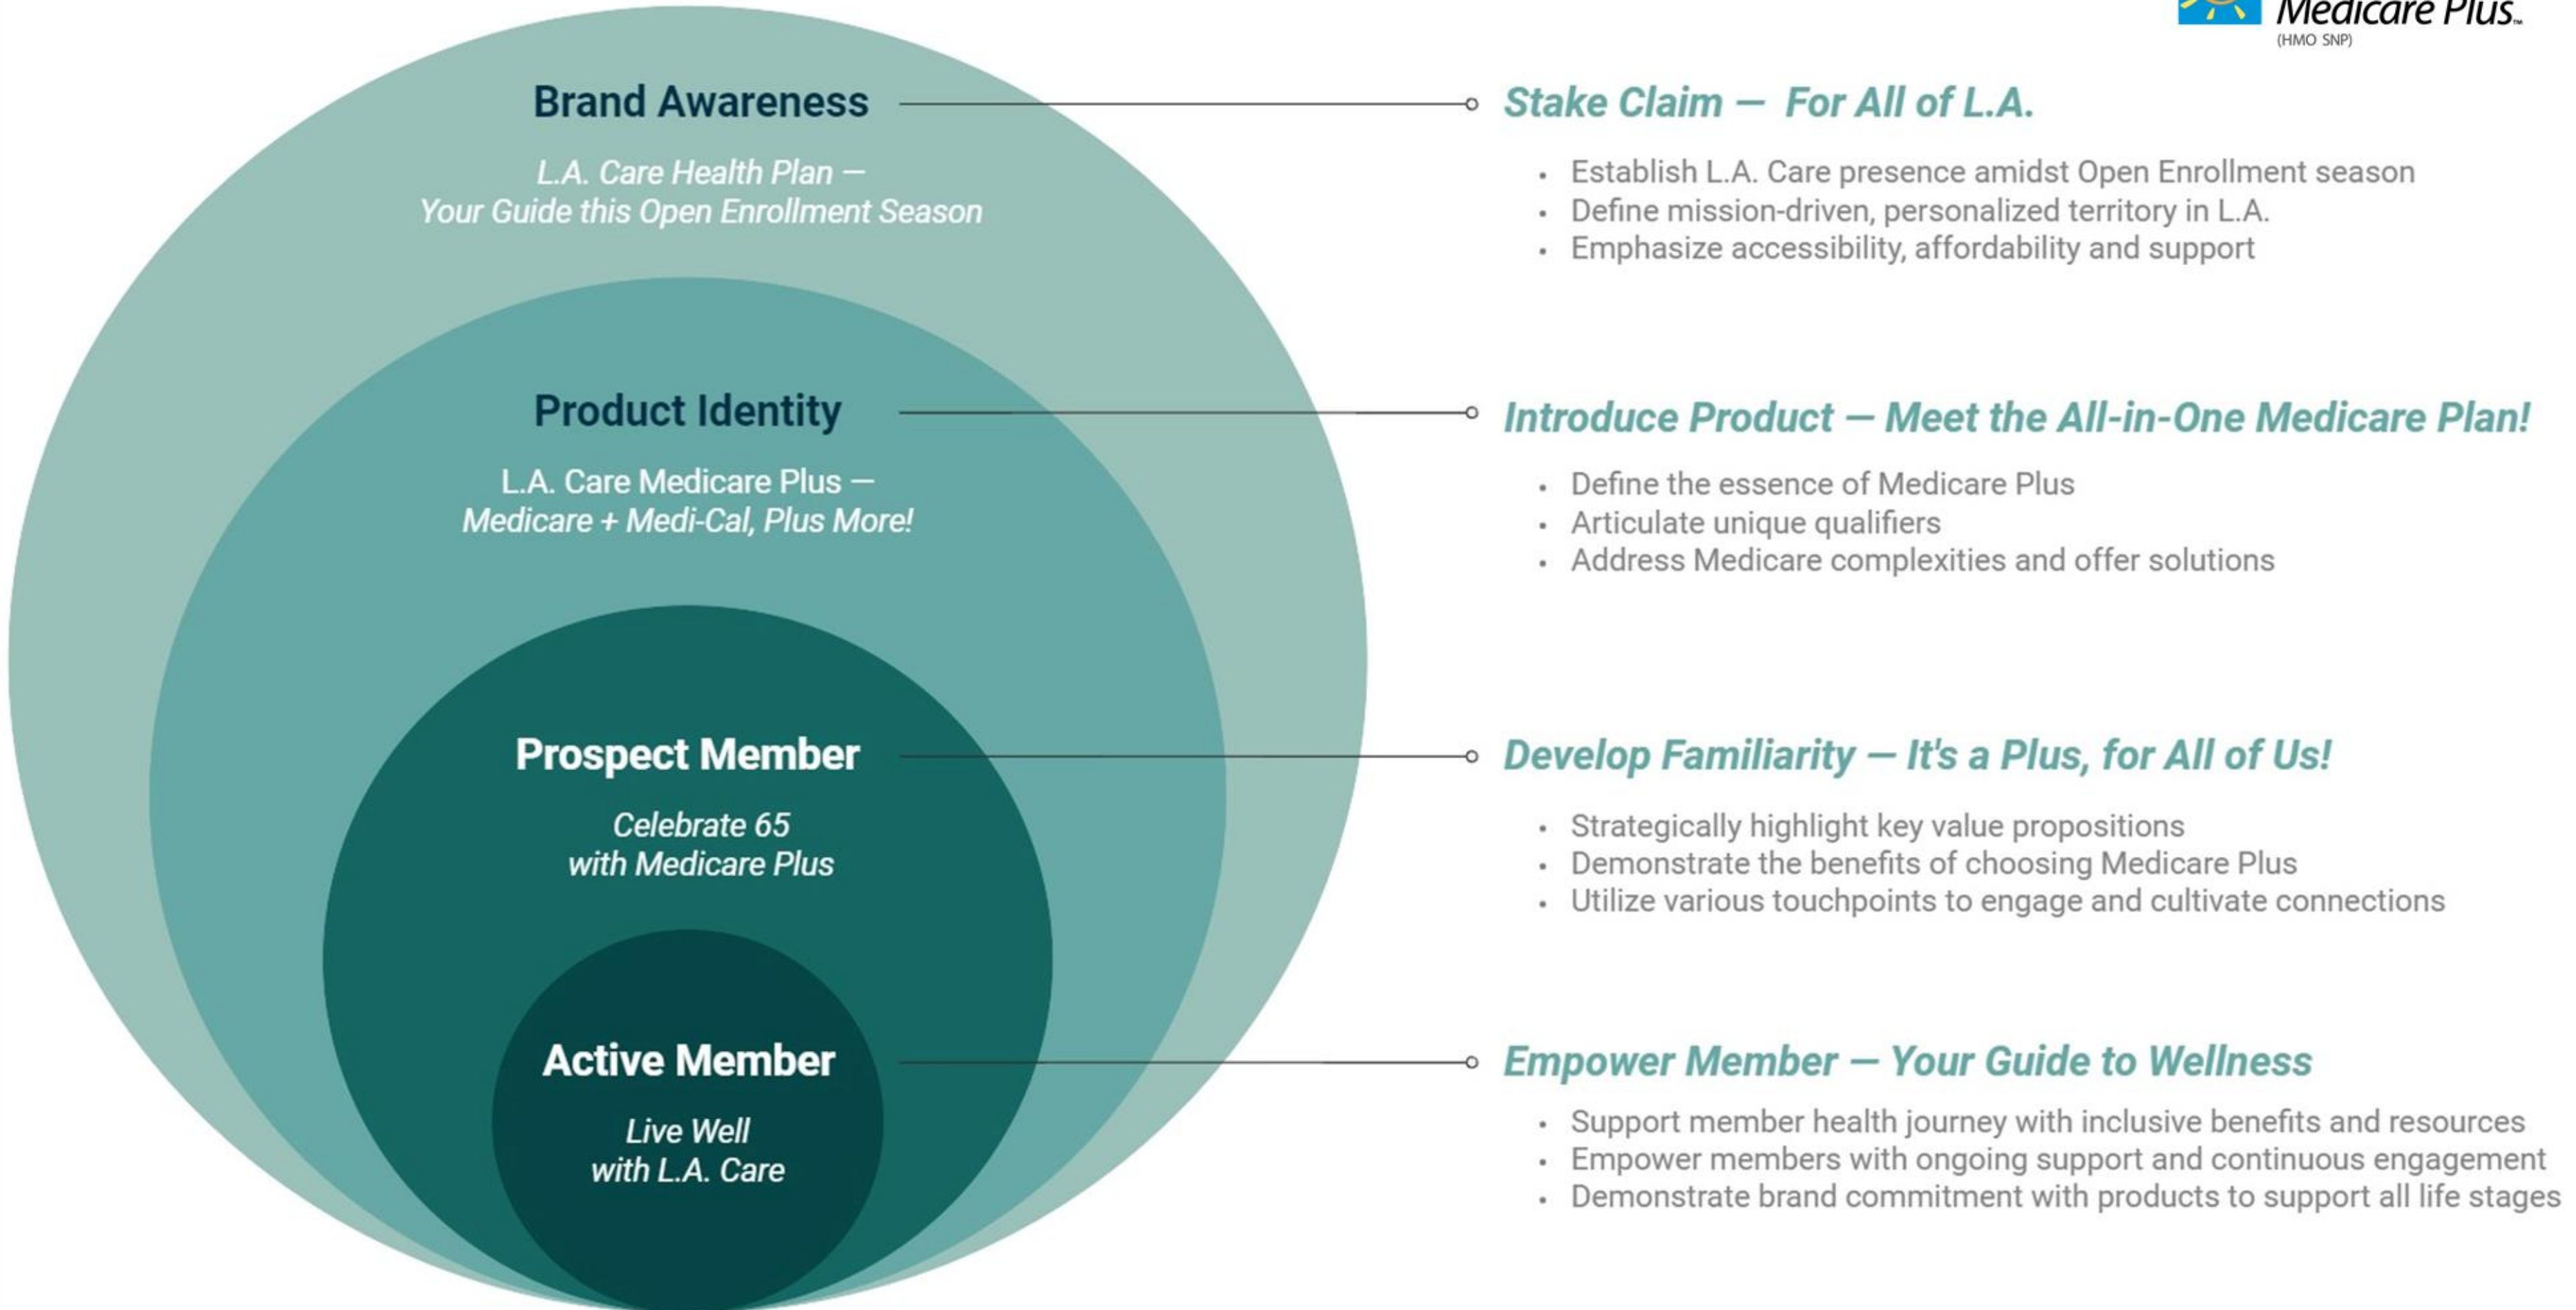 Medicare Plus™
(HMO SNP)
Brand Awareness
L.A. Care Health Plan —
Your Guide this Open Enrollment Season
Stake Claim — For All of L.A.
• Establish L.A. Care presence amidst Open Enrollment season
• Define mission-driven, personalized territory in L.A.
• Emphasize accessibility, affordability and support
Product Identity
L.A. Care Medicare Plus —
Medicare + Medi-Cal, Plus More!
Introduce Product — Meet the All-in-One Medicare Plan!
• Define the essence of Medicare Plus
• Articulate unique qualifiers
• Address Medicare complexities and offer solutions
Prospect Member
Celebrate 65
with Medicare Plus
Develop Familiarity — It's a Plus, for All of Us!
• Strategically highlight key value propositions
• Demonstrate the benefits of choosing Medicare Plus
• Utilize various touchpoints to engage and cultivate connections
Active Member
Live Well
with L.A. Care
Empower Member — Your Guide to Wellness
• Support member health journey with inclusive benefits and resources
• Empower members with ongoing support and continuous engagement
• Demonstrate brand commitment with products to support all life stages